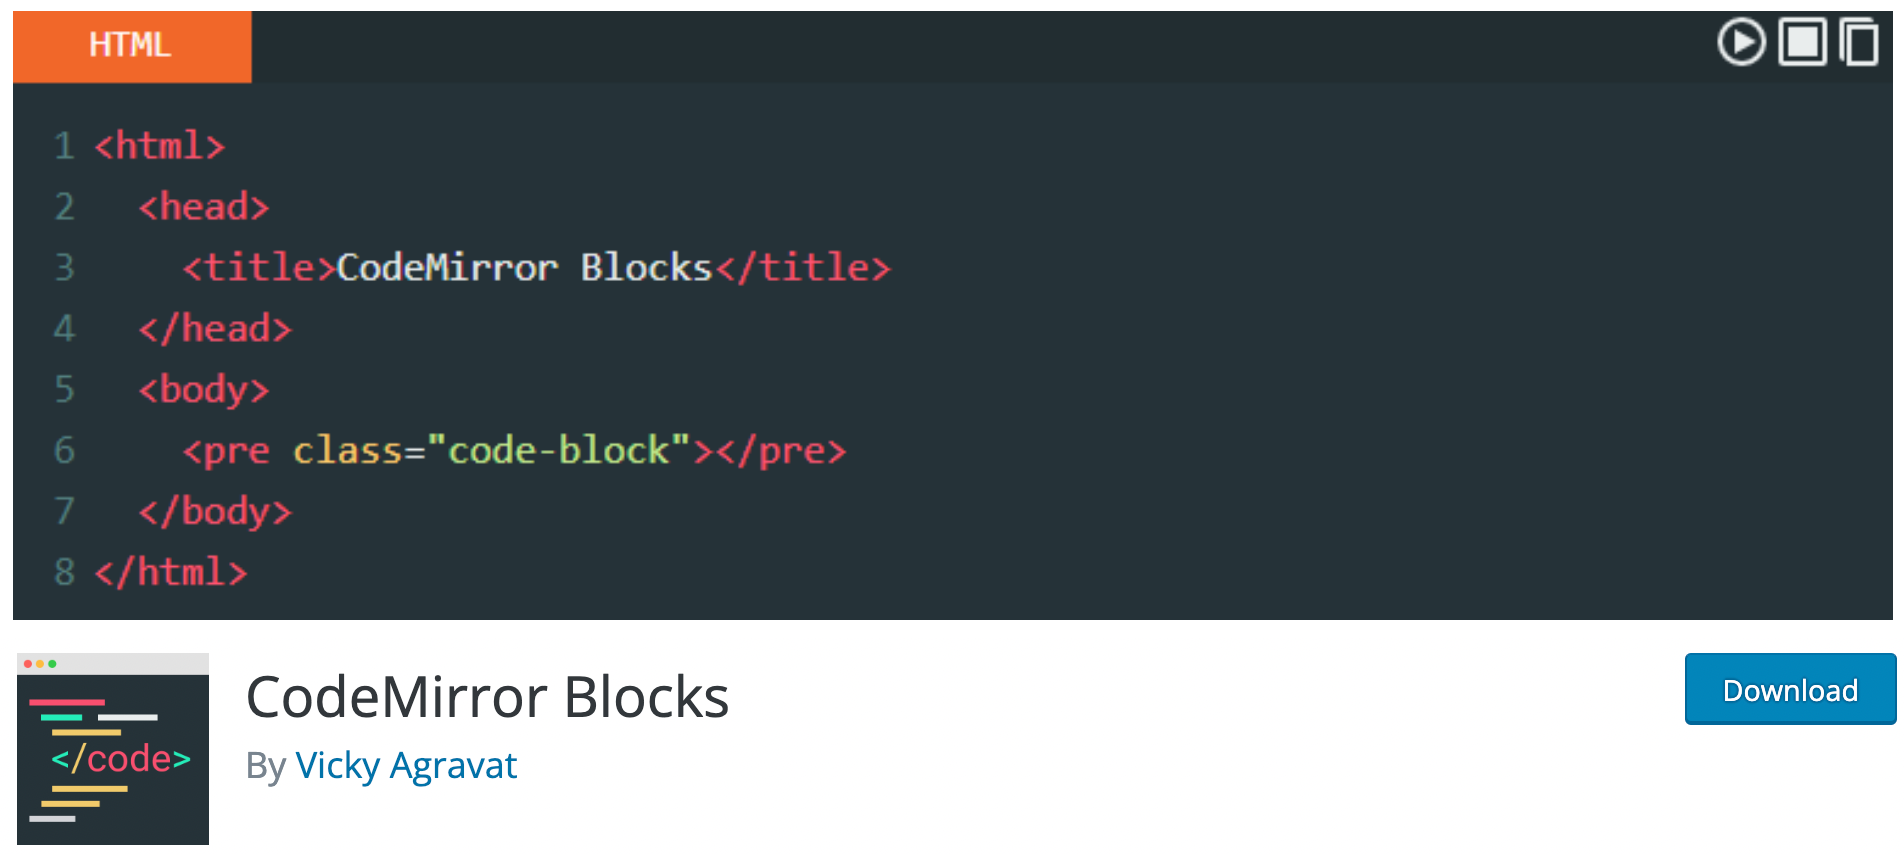 HTML
1 <html>
2   <head>
3     <title>CodeMirror Blocks</title>
4   </head>
5   <body>
6     <pre class="code-block"></pre>
7   </body>
8 </html>
</code>
CodeMirror Blocks
Download
By Vicky Agravat